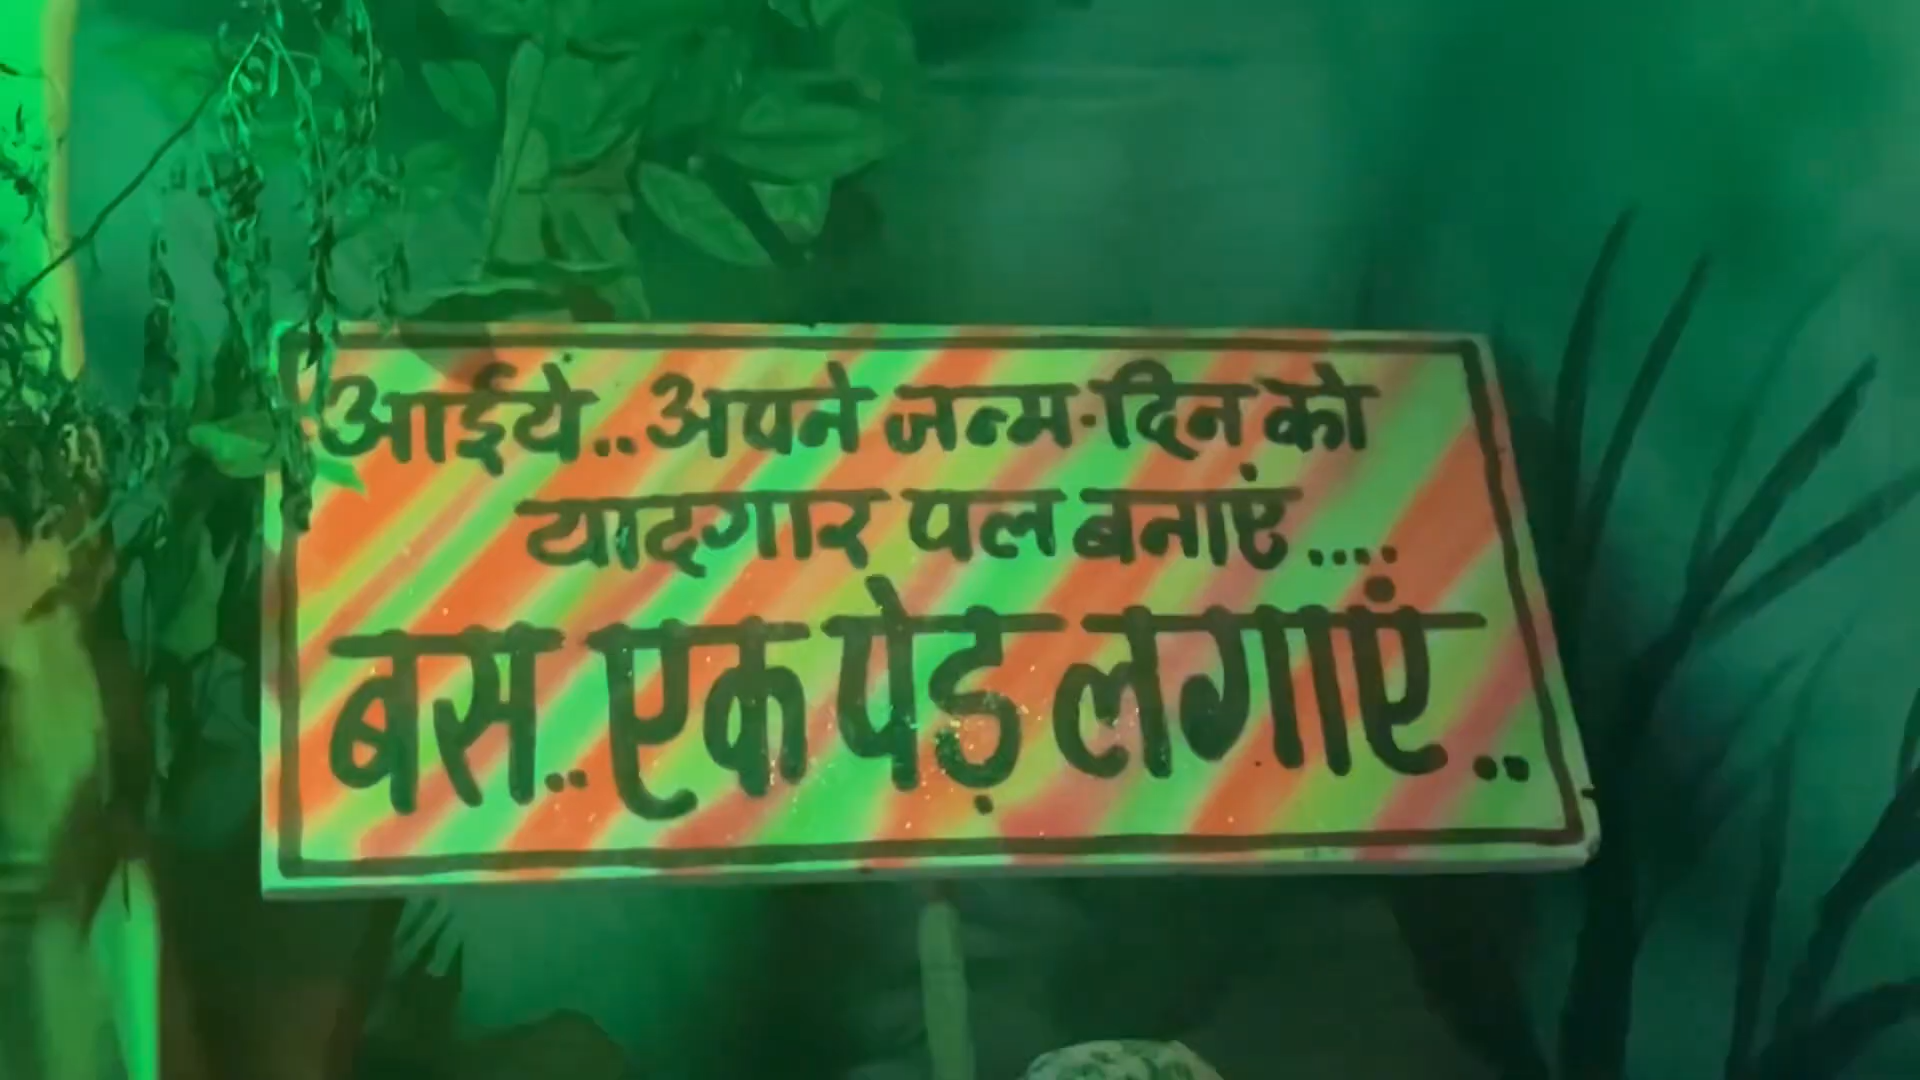 आईये..अपने जन्म-दिन को
यादगार पल बनाएं....
बस..एक पेड़ लगाएं..